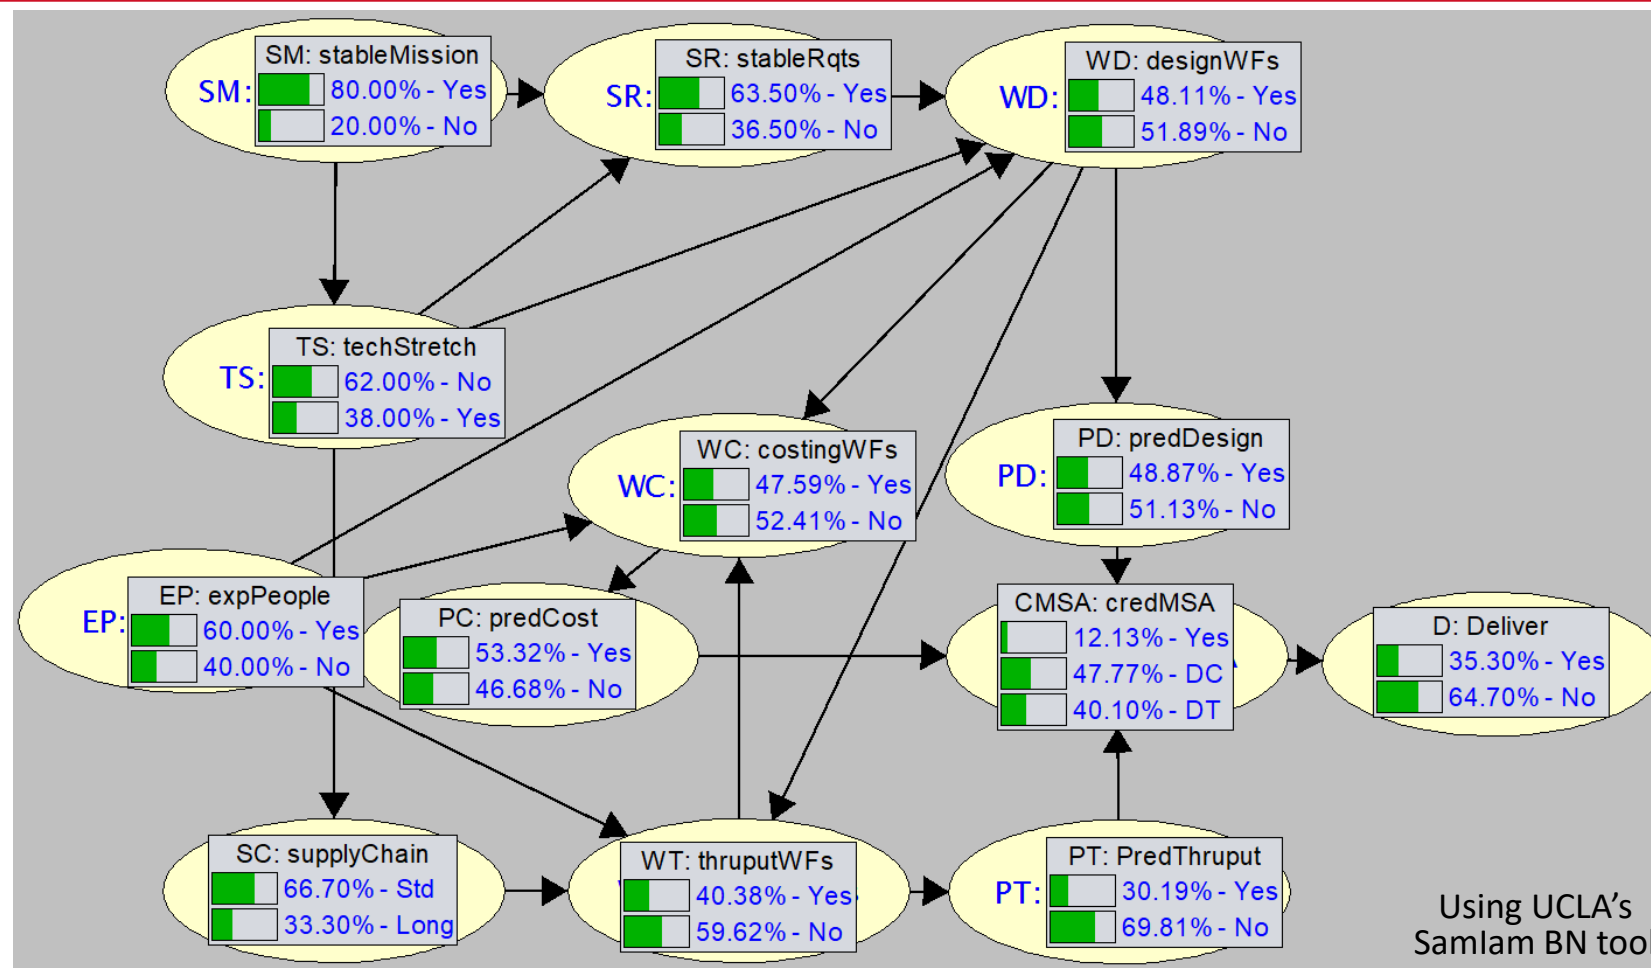 SM: stableMission
SM:
80.00% - Yes
20.00% - No
SR: stableRqts
SR:
63.50% - Yes
36.50% - No
WD: designWFs
WD:
48.11% - Yes
51.89% - No
TS: techStretch
TS:
62.00% - No
38.00% - Yes
WC: costingWFs
WC:
47.59% - Yes
52.41% - No
PD: predDesign
PD:
48.87% - Yes
51.13% - No
EP: expPeople
EP:
60.00% - Yes
40.00% - No
PC: predCost
53.32% - Yes
46.68% - No
CMSA: credMSA
12.13% - Yes
47.77% - DC
40.10% - DT
D: Deliver
35.30% - Yes
64.70% - No
SC: supplyChain
66.70% - Std
33.30% - Long
WT: thruputWFs
40.38% - Yes
59.62% - No
PT: PredThruput
PT:
30.19% - Yes
69.81% - No
Using UCLA's
SamIam BN tool